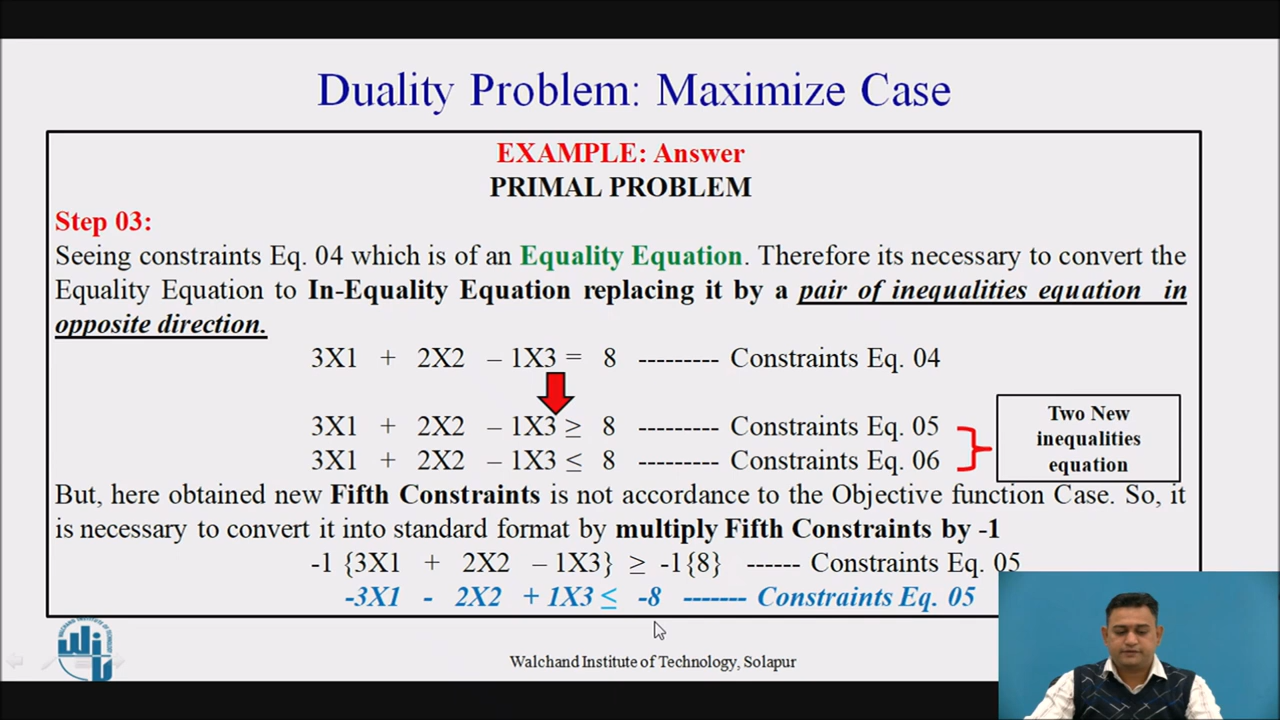 Duality Problem: Maximize Case
EXAMPLE: Answer
PRIMAL PROBLEM
Step 03:
Seeing constraints Eq. 04 which is of an Equality Equation. Therefore its necessary to convert the
Equality Equation to In-Equality Equation replacing it by a pair of inequalities equation in
opposite direction.
3X1 + 2X2 – 1X3 = 8 --------- Constraints Eq. 04
3X1 + 2X2 – 1X3 ≥ 8 --------- Constraints Eq. 05
3X1 + 2X2 – 1X3 ≤ 8 --------- Constraints Eq. 06
Two New
inequalities
equation
But, here obtained new Fifth Constraints is not accordance to the Objective function Case. So, it
is necessary to convert it into standard format by multiply Fifth Constraints by -1
-1 {3X1 + 2X2 – 1X3} ≥ -1{8} ------ Constraints Eq. 05
-3X1 - 2X2 + 1X3 ≤ -8 ------- Constraints Eq. 05
Walchand Institute of Technology, Solapur